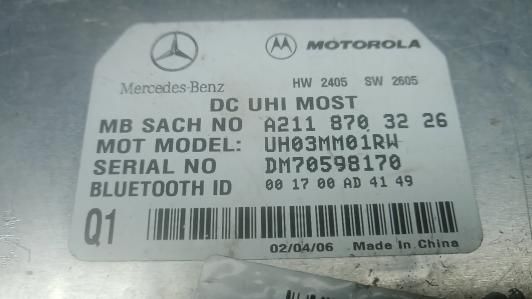 MOTOROLA
Mercedes-Benz HW 2405 SW 2605
DC UHI MOST
MB SACH NO A211 870 32 26
MOT MODEL: UH03MM01RW
SERIAL NO DM70598170
BLUETOOTH ID 00 17 00 AD 41 49
Q1
02/04/06 Made In China